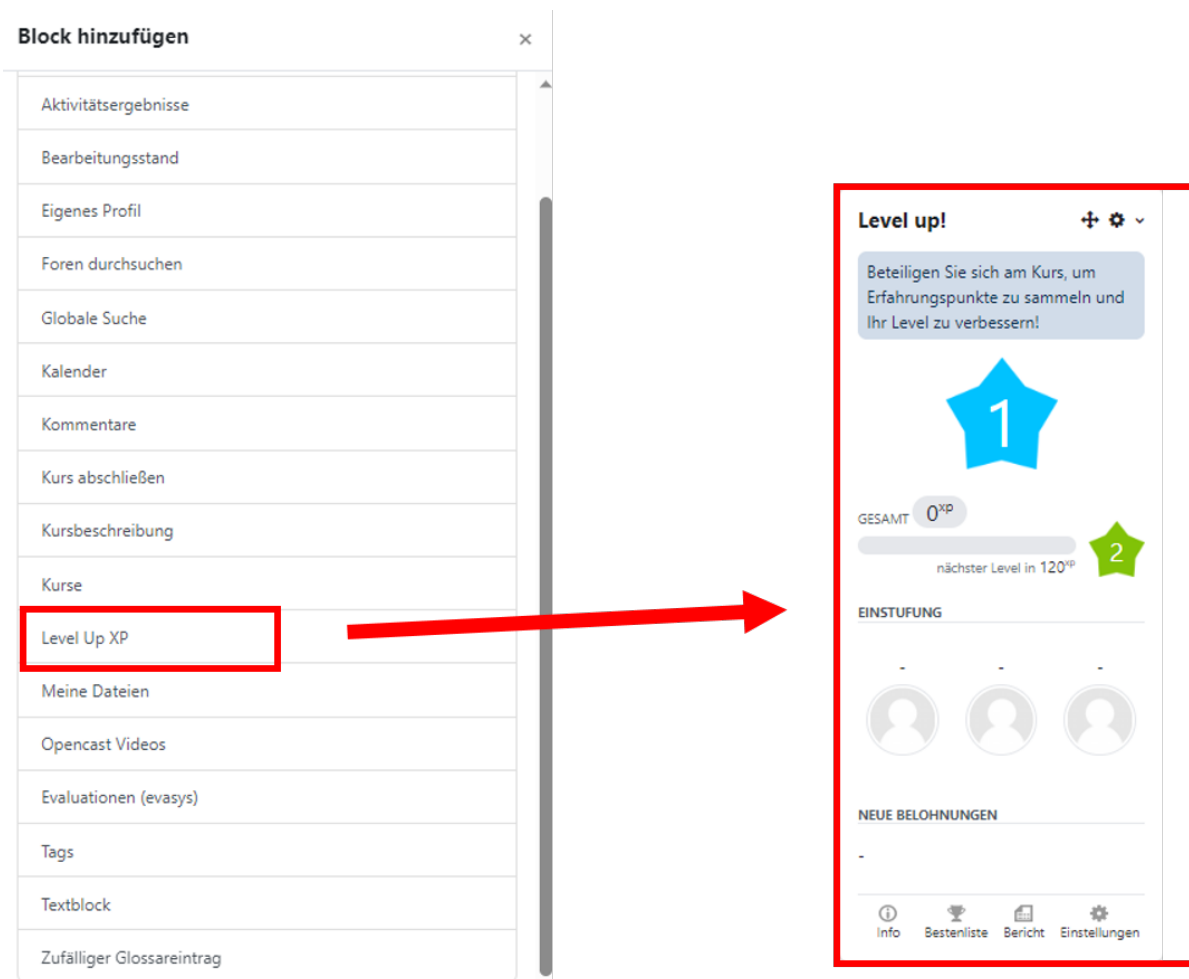 Block hinzufügen
×
Aktivitätsergebnisse
Bearbeitungsstand
Eigenes Profil
Foren durchsuchen
Globale Suche
Kalender
Kommentare
Kurs abschließen
Kursbeschreibung
Kurse
Level Up XP
Meine Dateien
Opencast Videos
Evaluationen (evasys)
Tags
Textblock
Zufälliger Glossareintrag
Level up!
Beteiligen Sie sich am Kurs, um
Erfahrungspunkte zu sammeln und
Ihr Level zu verbessern!
1
GESAMT 0xp
2
nächster Level in 120xp
EINSTUFUNG
- - -
NEUE BELOHNUNGEN
-
Info Bestenliste Bericht Einstellungen